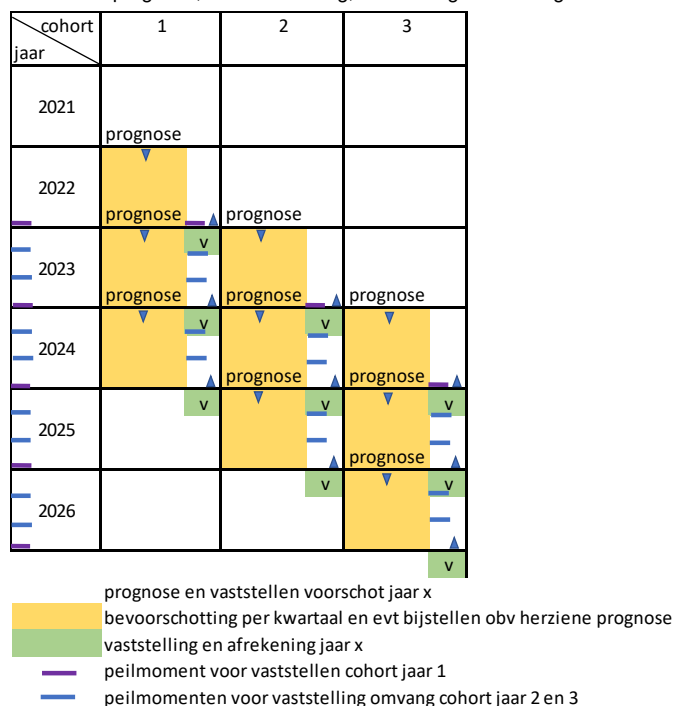 cohort 1 2 3
jaar
2021
prognose
2022
prognose prognose
v
2023
prognose prognose prognose
v v
2024
prognose prognose
v v v
2025
prognose
v v
2026
v
prognose en vaststellen voorschot jaar x
bevoorschotting per kwartaal en evt bijstellen obv herziene prognose
vaststelling en afrekening jaar x
peilmoment voor vaststellen cohort jaar 1
peilmomenten voor vaststelling omvang cohort jaar 2 en 3